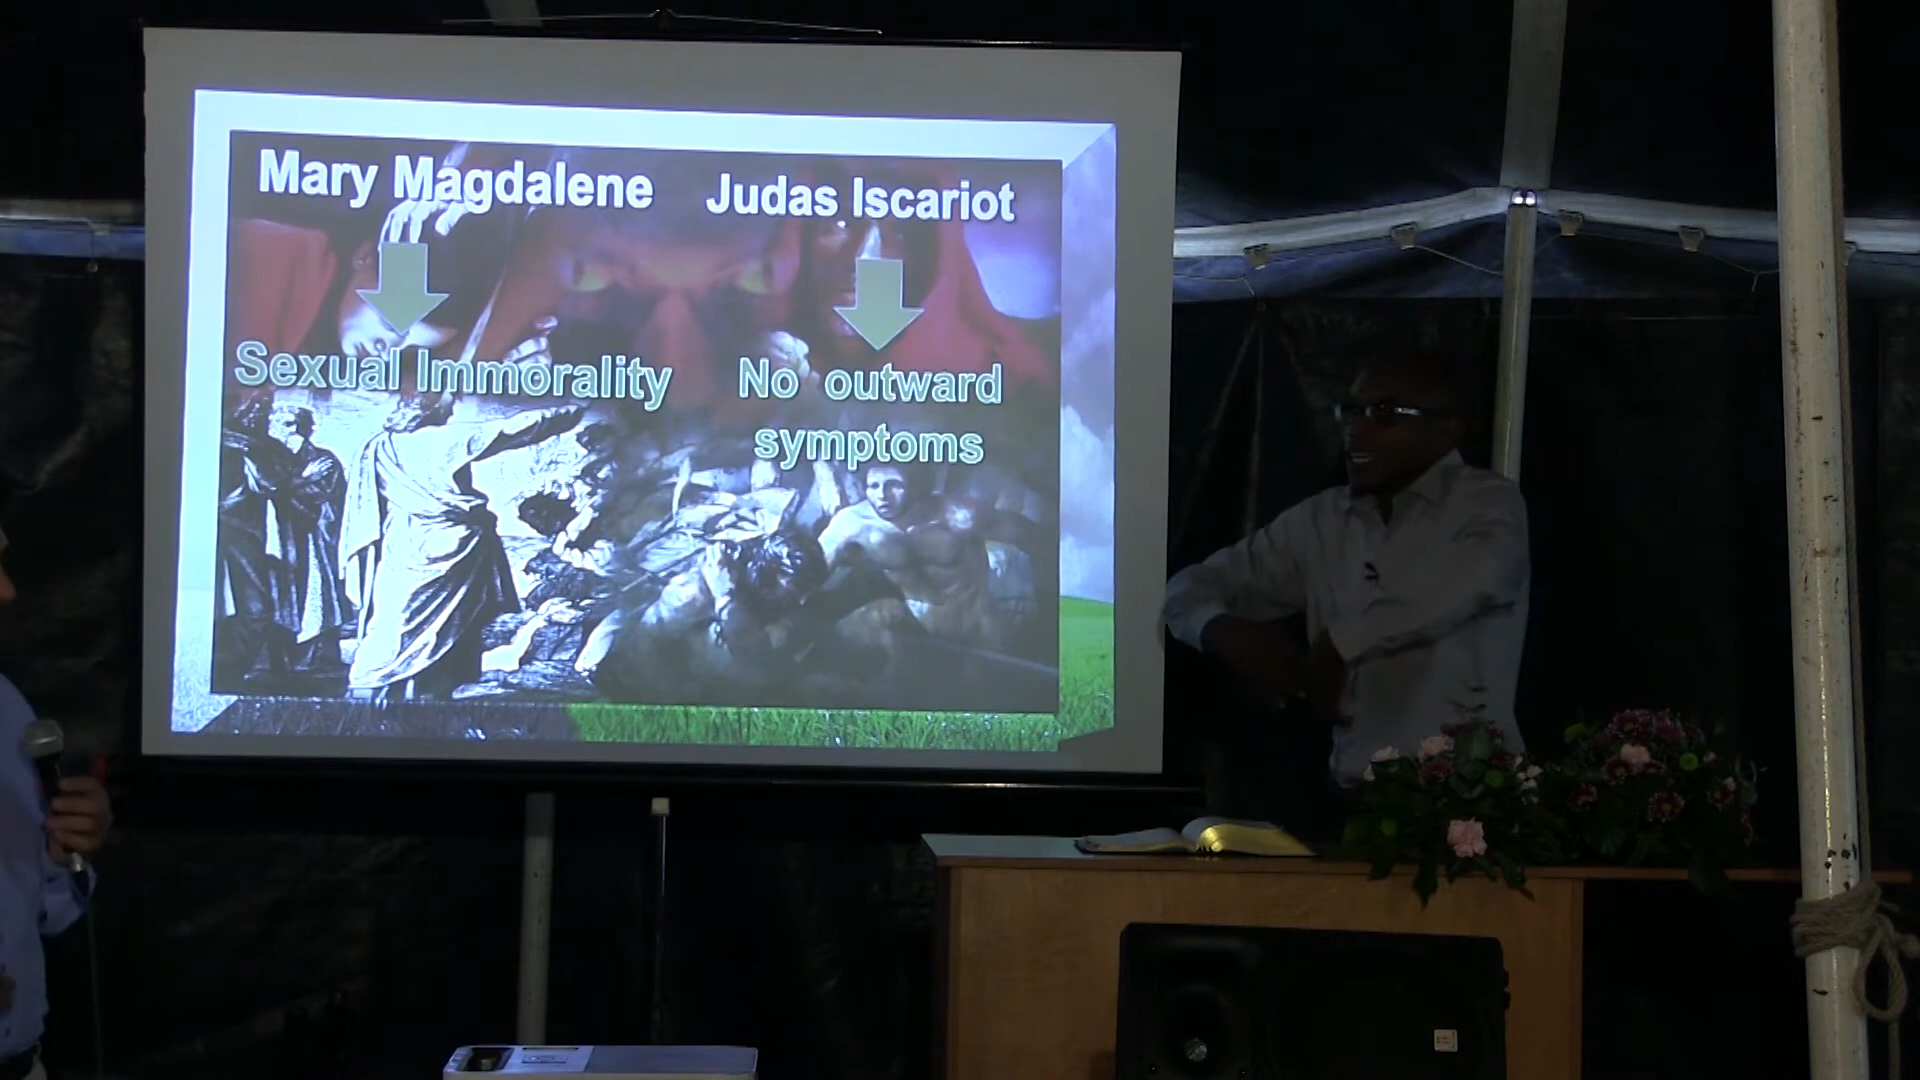 Mary Magdalene
Judas Iscariot
Sexual Immorality
No outward
symptoms